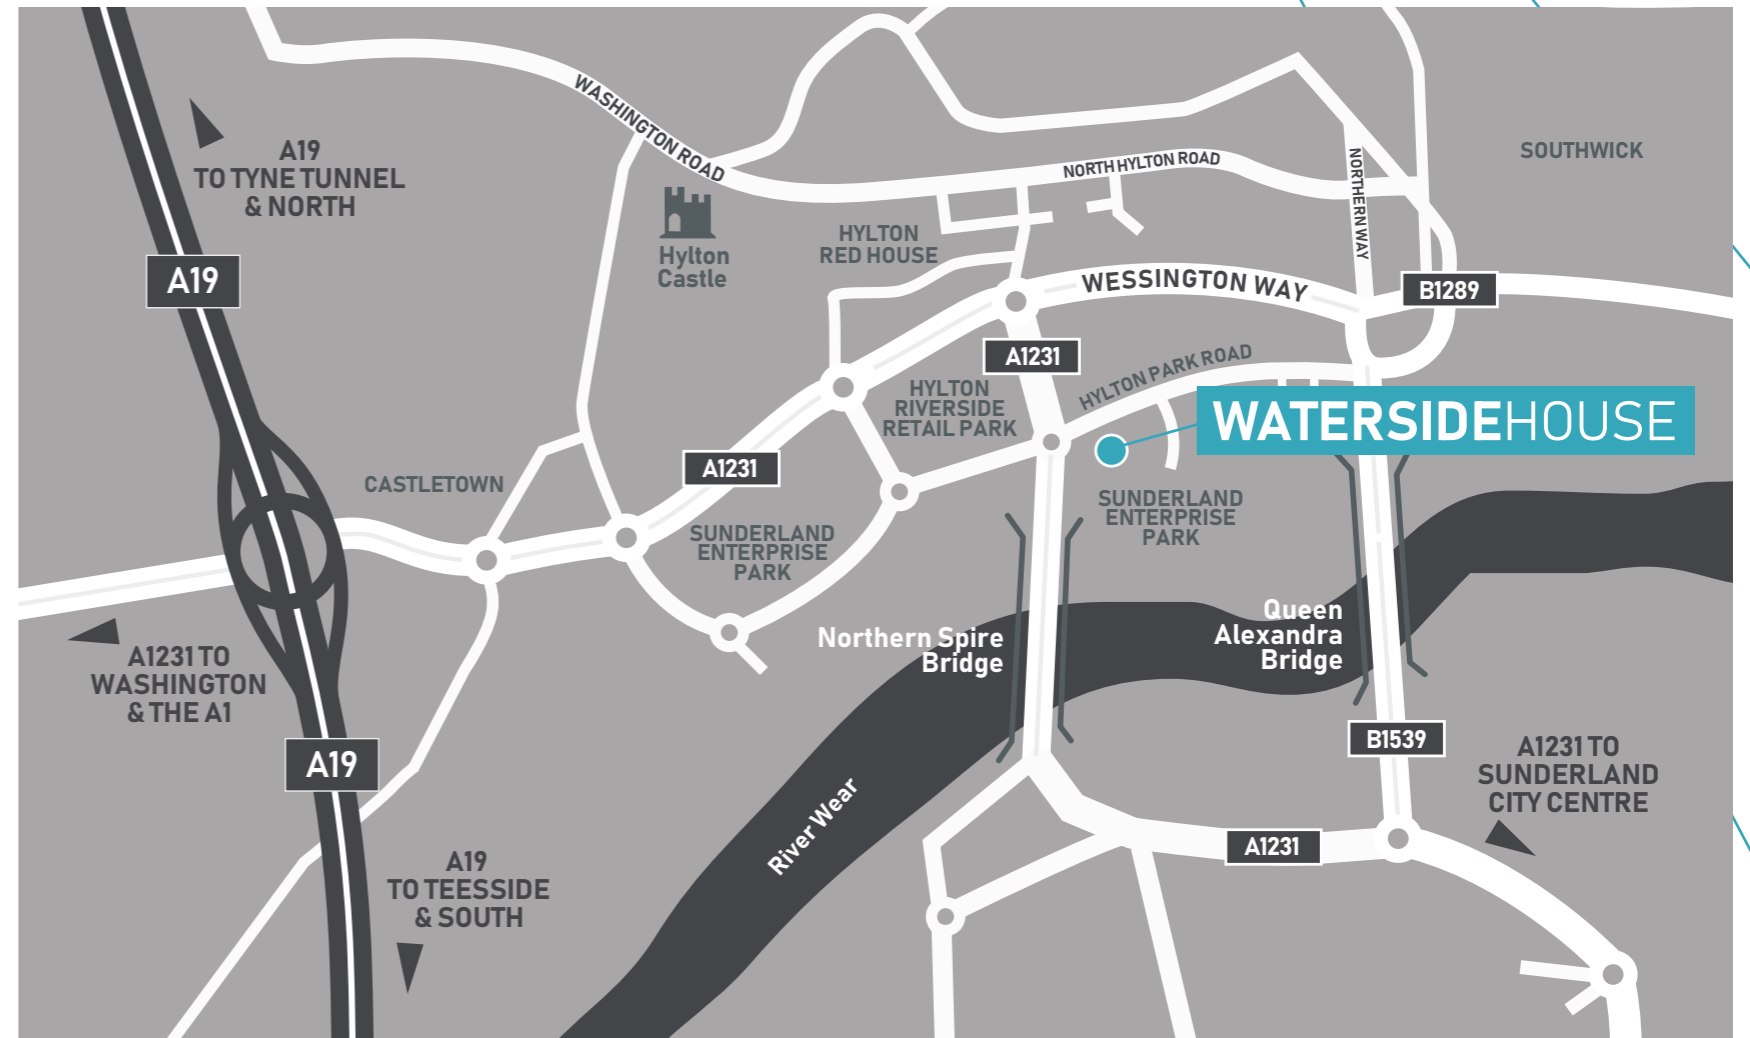 WASHINGTON ROAD
A19
TO TYNE TUNNEL
& NORTH
NORTH HYLTON ROAD
NORTHERN WAY
SOUTHWICK
Hylton
Castle
HYLTON
RED HOUSE
A19
WESSINGTON WAY
B1289
A1231
HYLTON PARK ROAD
HYLTON
RIVERSIDE
RETAIL PARK
WATERSIDEHOUSE
A1231
CASTLETOWN
SUNDERLAND
ENTERPRISE
PARK
SUNDERLAND
ENTERPRISE
PARK
Northern Spire
Bridge
Queen
Alexandra
Bridge
A1231 TO
WASHINGTON
& THE A1
A19
B1539
A1231 TO
SUNDERLAND
CITY CENTRE
River Wear
A1231
A19
TO TEESSIDE
& SOUTH